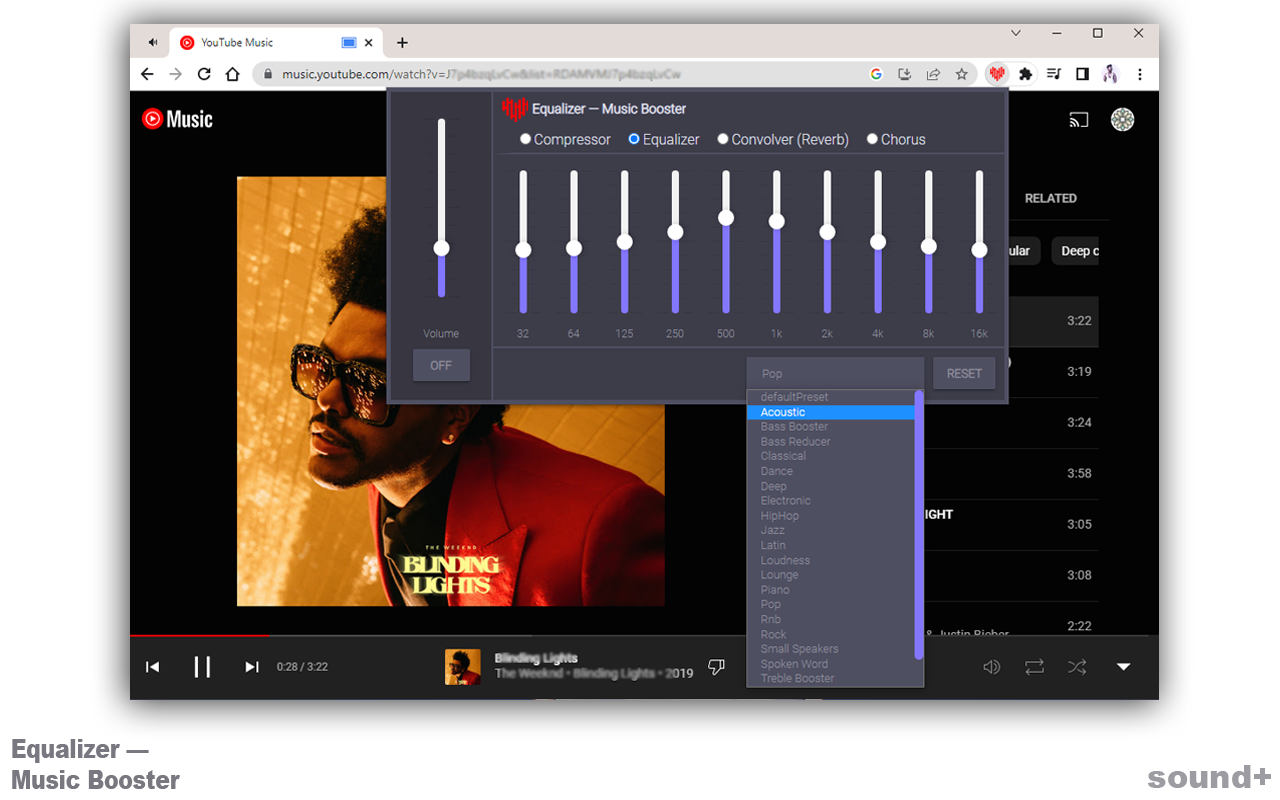 YouTube Music
music.youtube.com/watch?v=J7p4bzqLvCw&list=RDAMVMJ7p4bzqLvCw
Music
Equalizer — Music Booster
Compressor Equalizer Convolver (Reverb) Chorus
RELATED
ular Deep c
3:22
32 64 125 250 500 1k 2k 4k 8k 16k
Volume
OFF
Pop
RESET
3:19
defaultPreset
Acoustic
Bass Booster
3:24
Bass Reducer
Classical
Dance
3:58
Deep
Electronic
HipHop
IGHT
3:05
Jazz
Latin
Loudness
Lounge
3:08
Piano
Pop
Rnb
Rock
2:22
& Justin Bieber
Small Speakers
Spoken Word
Treble Booster
THE WEEKND
BLINDING
LIGHTS
0:28 / 3:22
Blinding Lights
The Weeknd • Blinding Lights • 2019
Equalizer —
Music Booster
sound+